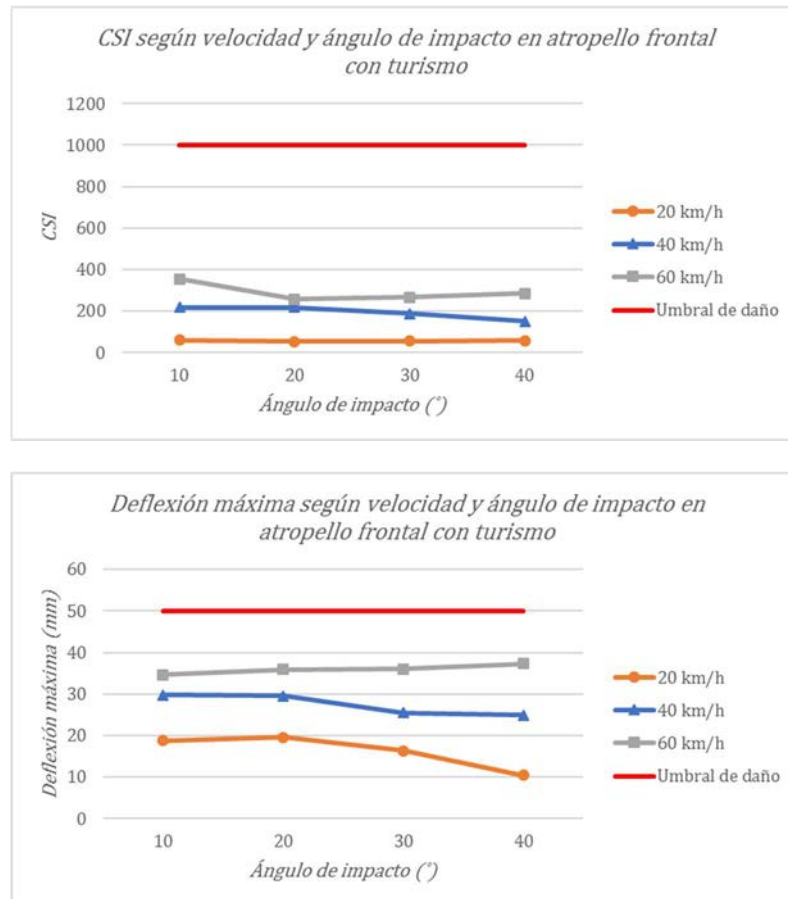 CSI según velocidad y ángulo de impacto en atropello frontal
con turismo
1200
1000
800
600
400
200
0
CSI
10 20 30 40
Ángulo de impacto (°)
20 km/h
40 km/h
60 km/h
Umbral de daño
Deflexión máxima según velocidad y ángulo de impacto en
atropello frontal con turismo
60
50
40
30
20
10
0
Deflexión máxima (mm)
10 20 30 40
Ángulo de impacto (°)
20 km/h
40 km/h
60 km/h
Umbral de daño